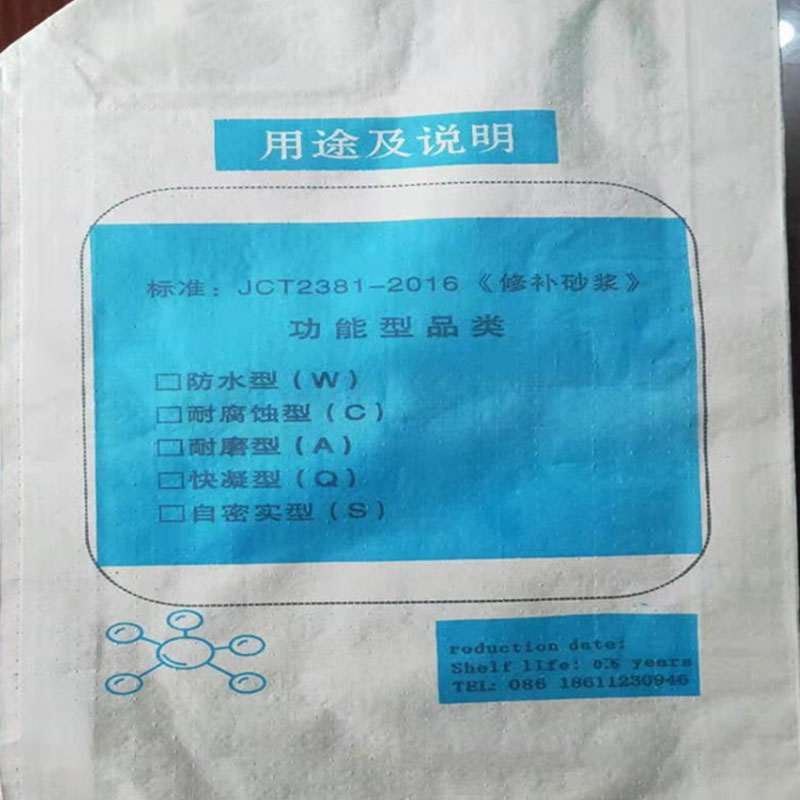 用途及说明
标准：JCT2381-2016《修补砂浆》
功能型品类
□防水型（W）
□耐腐蚀型（C）
□耐磨型（A）
□快凝型（Q）
□自密实型（S）
roduction date:
Shelf life: 0.5 years
TEL: 086 18611230946